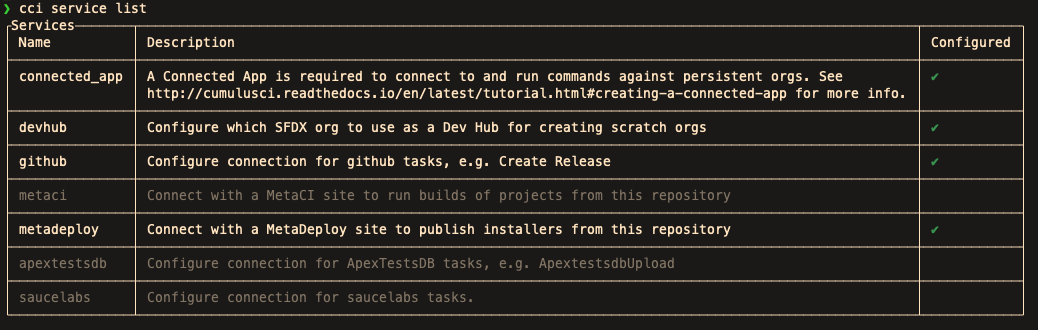 ❯ cci service list
Services
Name Description Configured
connected_app A Connected App is required to connect to and run commands against persistent orgs. See ✔
http://cumulusci.readthedocs.io/en/latest/tutorial.html#creating-a-connected-app for more info.
devhub Configure which SFDX org to use as a Dev Hub for creating scratch orgs ✔
github Configure connection for github tasks, e.g. Create Release ✔
metaci Connect with a MetaCI site to run builds of projects from this repository
metadeploy Connect with a MetaDeploy site to publish installers from this repository ✔
apextestsdb Configure connection for ApexTestsDB tasks, e.g. ApextestsdbUpload
saucelabs Configure connection for saucelabs tasks.